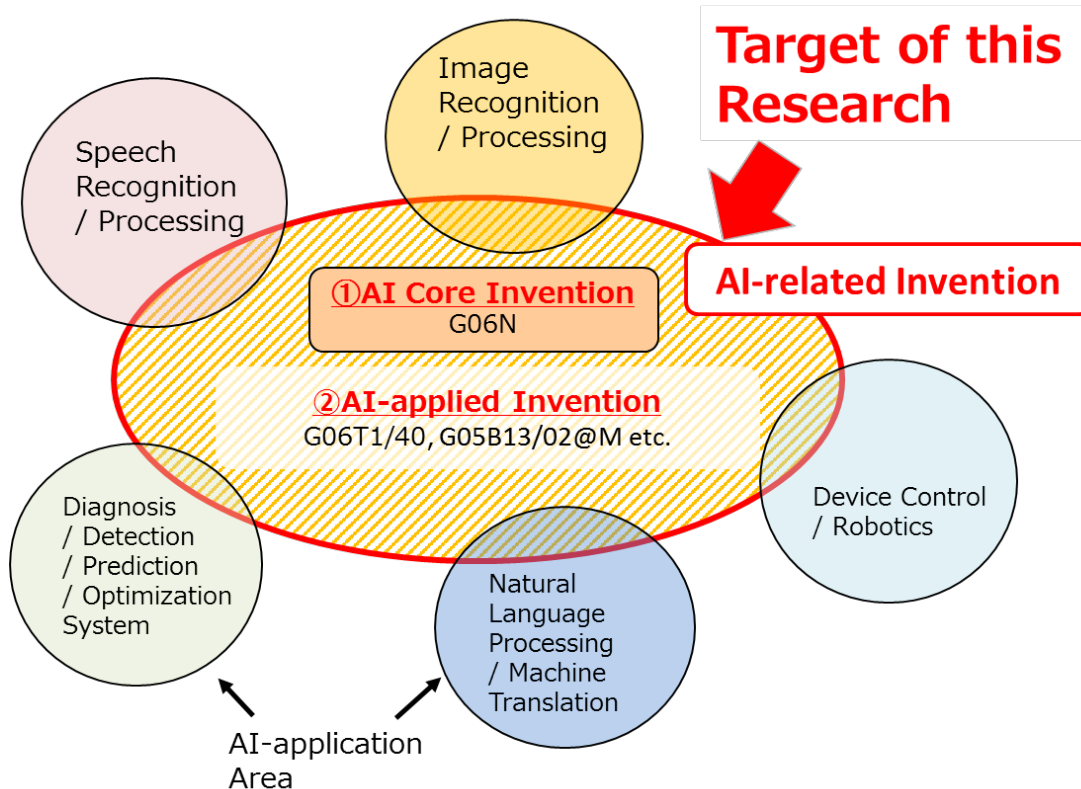 Target of this
Research
Image
Recognition
/ Processing
Speech
Recognition
/ Processing
AI-related Invention
①AI Core Invention
G06N
②AI-applied Invention
G06T1/40, G05B13/02@M etc.
Device Control
/ Robotics
Diagnosis
/ Detection
/ Prediction
/ Optimization
System
Natural
Language
Processing
/ Machine
Translation
AI-application
Area